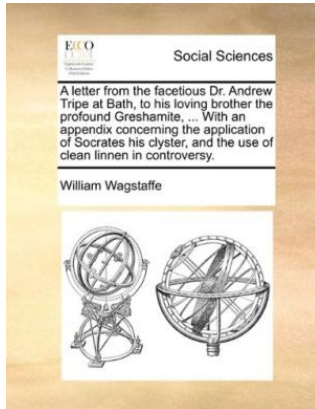 ECCO
Social Sciences
A letter from the facetious Dr. Andrew
Tripe at Bath, to his loving brother the
profound Greshamite, ... With an
appendix concerning the application
of Socrates his clyster, and the use of
clean linnen in controversy.
William Wagstaffe